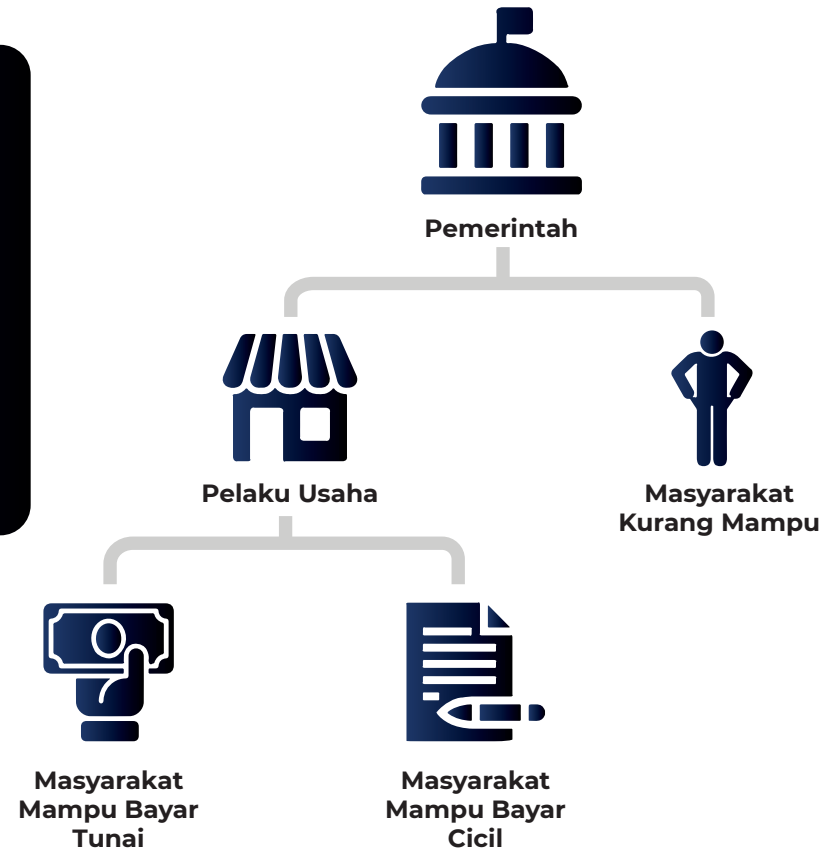 Pemerintah
Pelaku Usaha
Masyarakat
Kurang Mampu
Masyarakat
Mampu Bayar
Tunai
Masyarakat
Mampu Bayar
Cicil